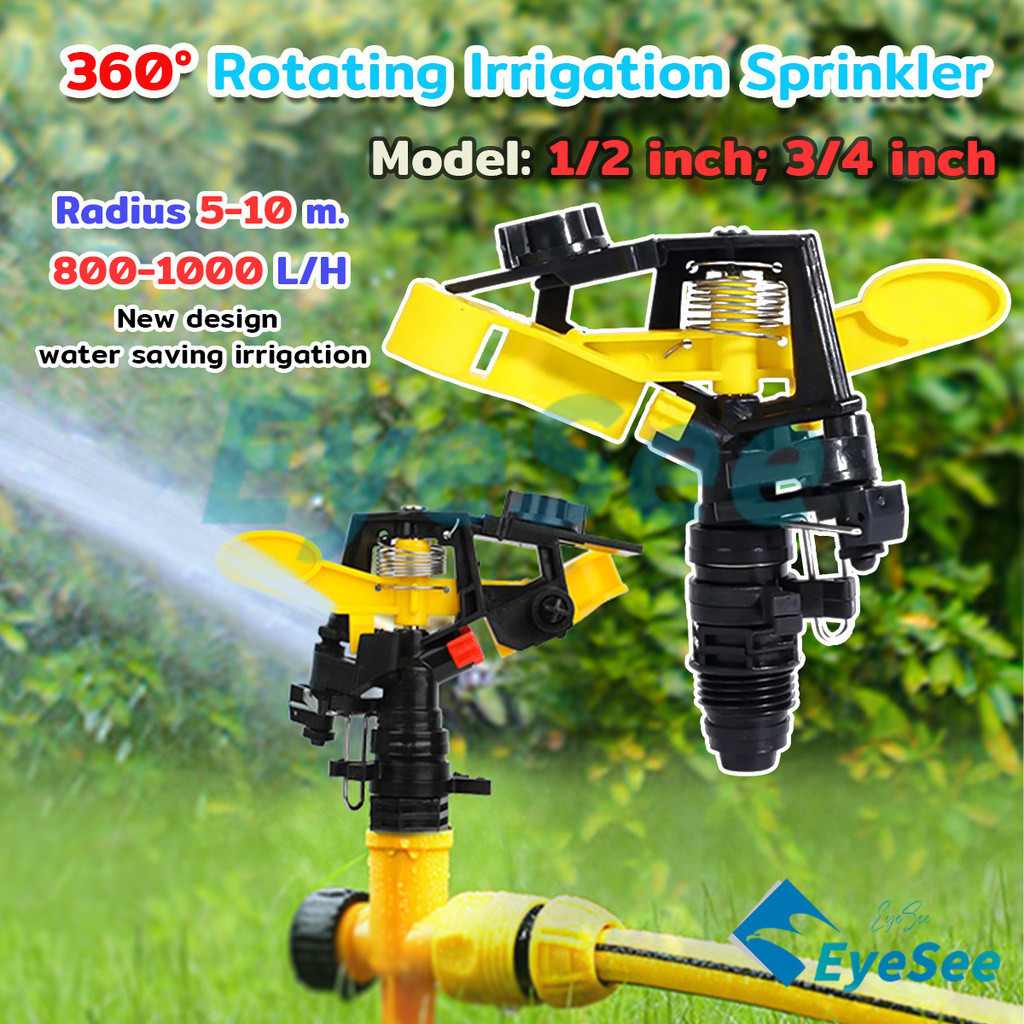 360° Rotating Irrigation Sprinkler
Model: 1/2 inch; 3/4 inch
Radius 5-10 m.
800-1000 L/H
New design
water saving irrigation
EyeSee
EyeSee
EyeSee